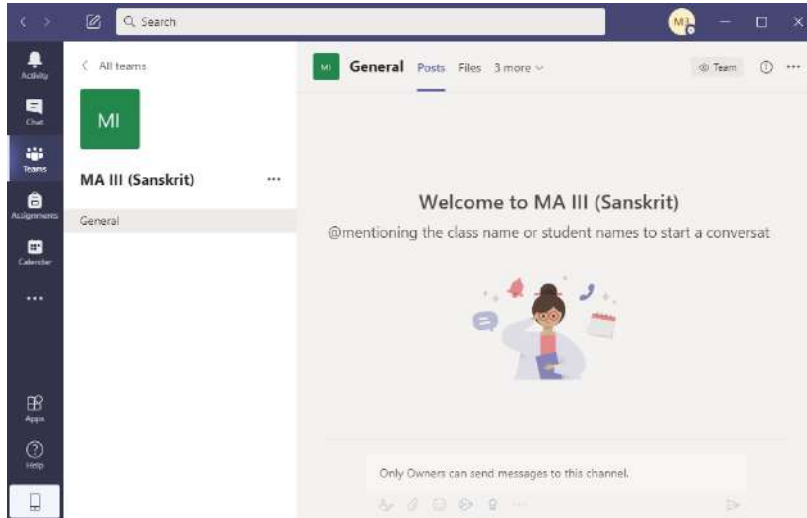 Search
MJ
Activity
Chat
Teams
Assignments
Calendar
Apps
Help
All teams
MI
MA III (Sanskrit)
General
MI General Posts Files 3 more Team
Welcome to MA III (Sanskrit)
@mentioning the class name or student names to start a conversat
Only Owners can send messages to this channel.